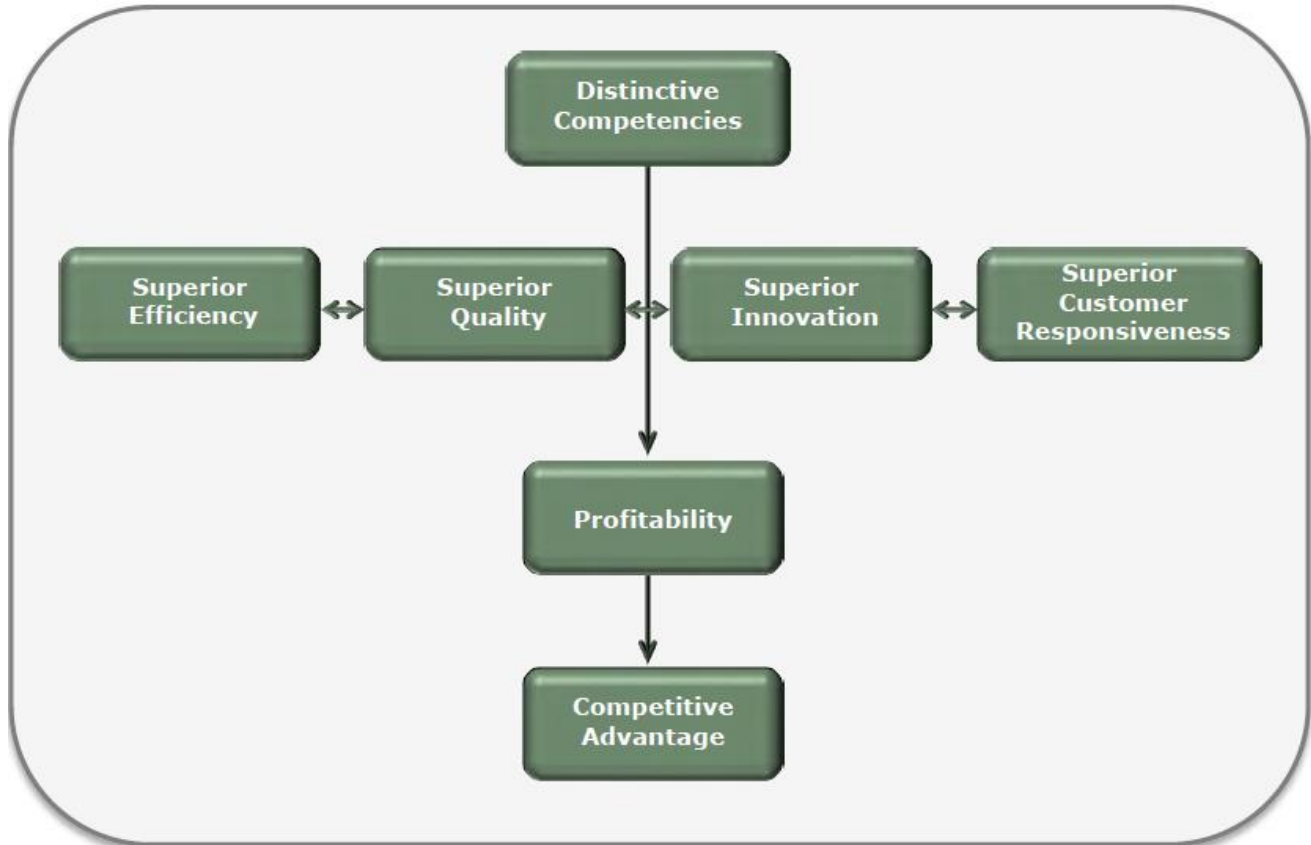 Distinctive
Competencies
Superior
Efficiency
Superior
Quality
Superior
Innovation
Superior
Customer
Responsiveness
Profitability
Competitive
Advantage